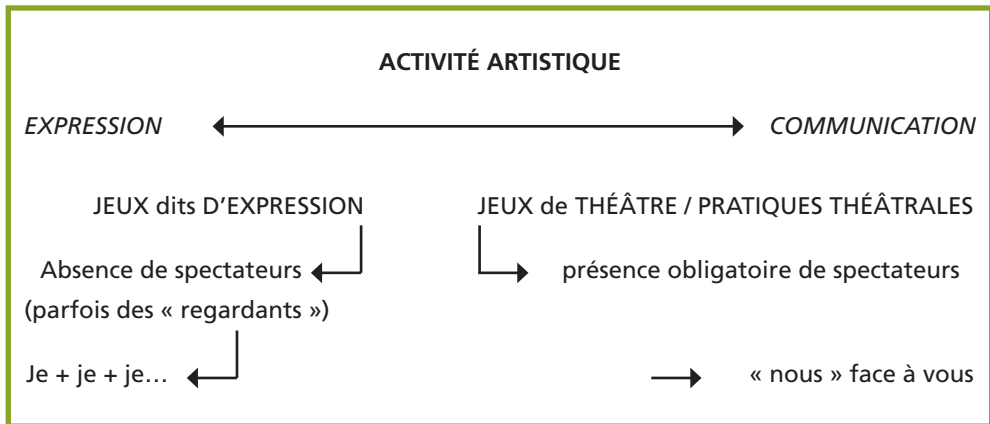 ACTIVITÉ ARTISTIQUE
EXPRESSION COMMUNICATION
JEUX dits D'EXPRESSION JEUX de THÉÂTRE / PRATIQUES THÉÂTRALES
Absence de spectateurs présence obligatoire de spectateurs
(parfois des « regardants »)
Je + je + je… « nous » face à vous